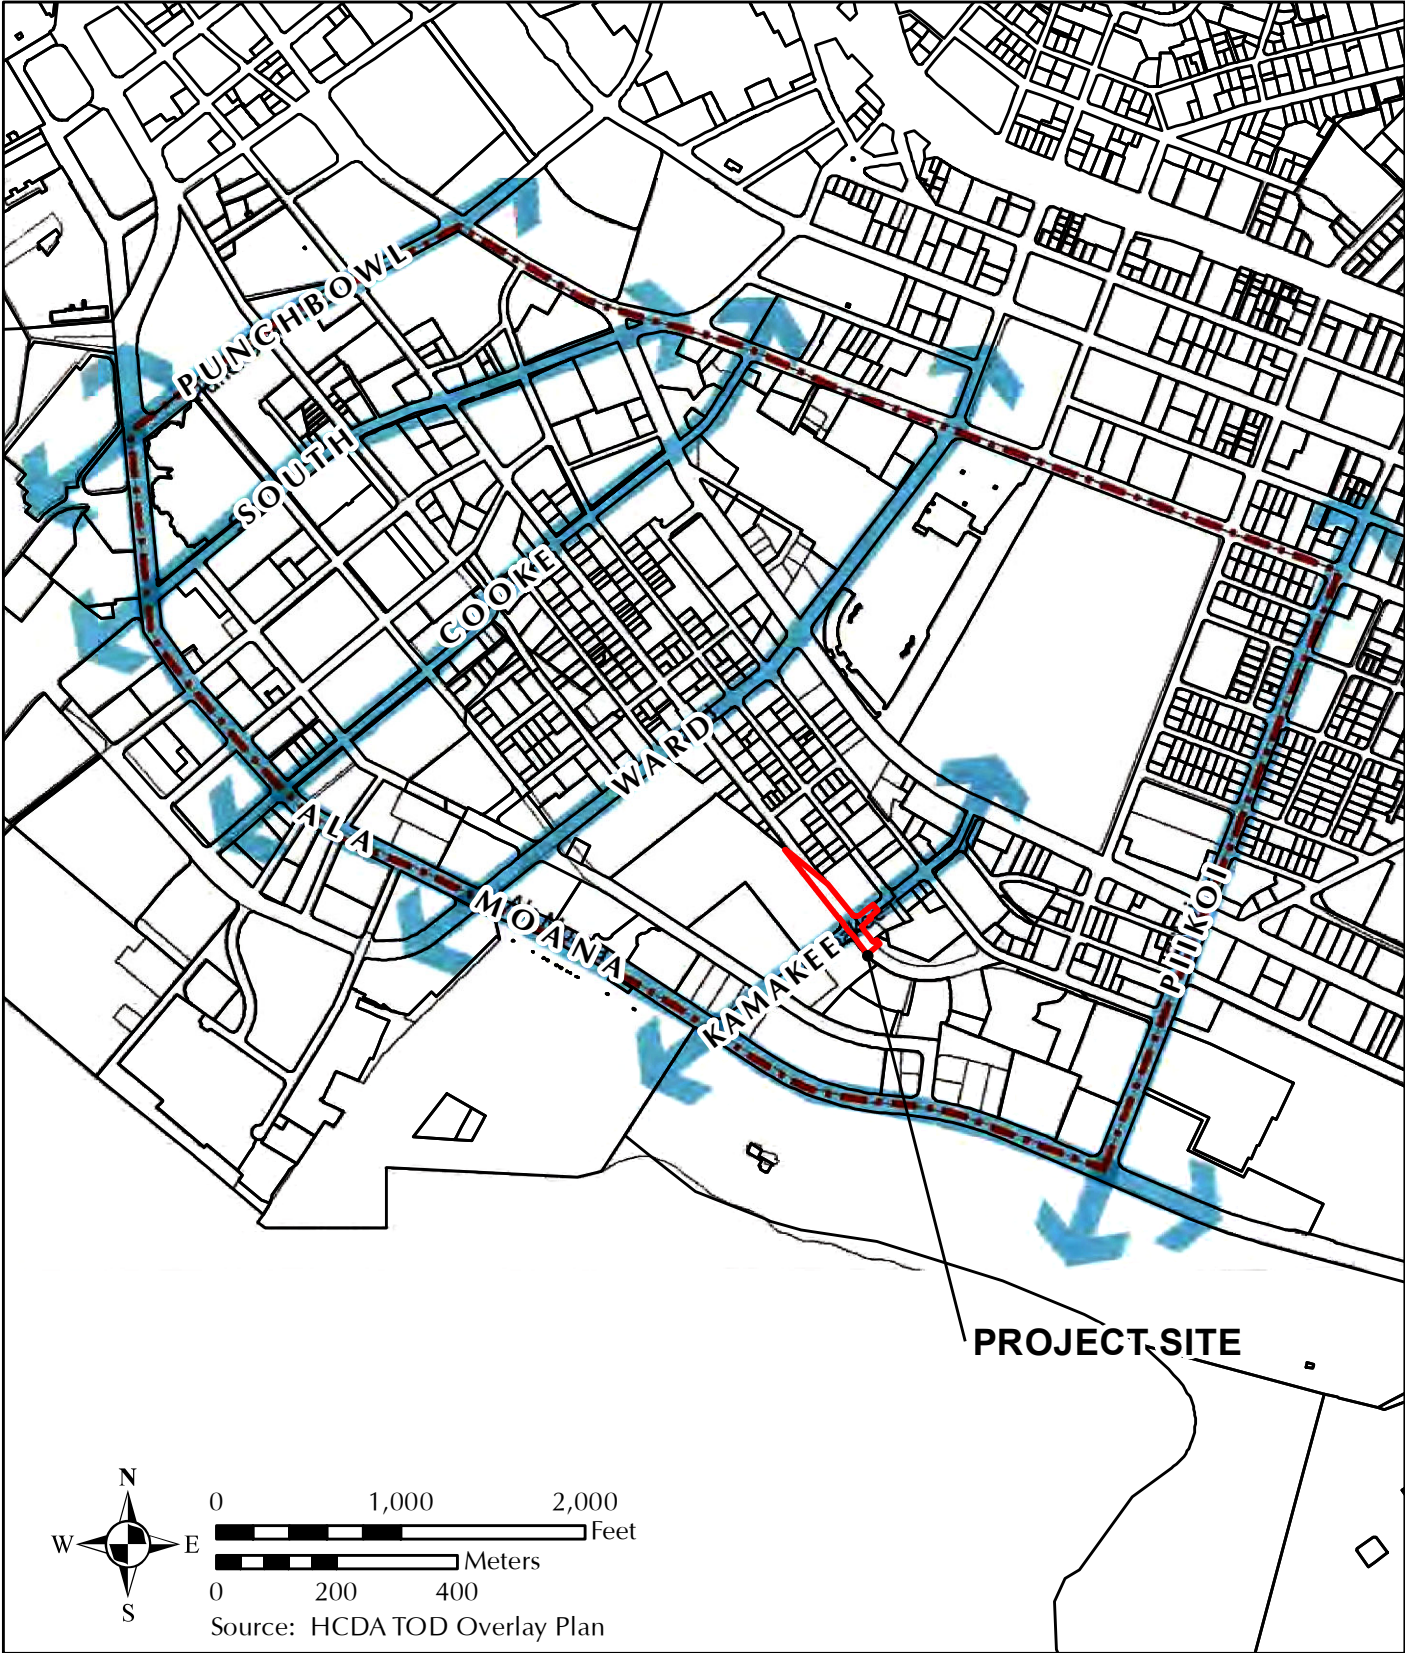 PUNCHBOWL
SOUTH
COOKE
WARD
ALA MOANA
KAMAKEE
PIIKOI
PROJECT SITE
N
W E
S
0 1,000 2,000
Feet
Meters
0 200 400
Source: HCDA TOD Overlay Plan